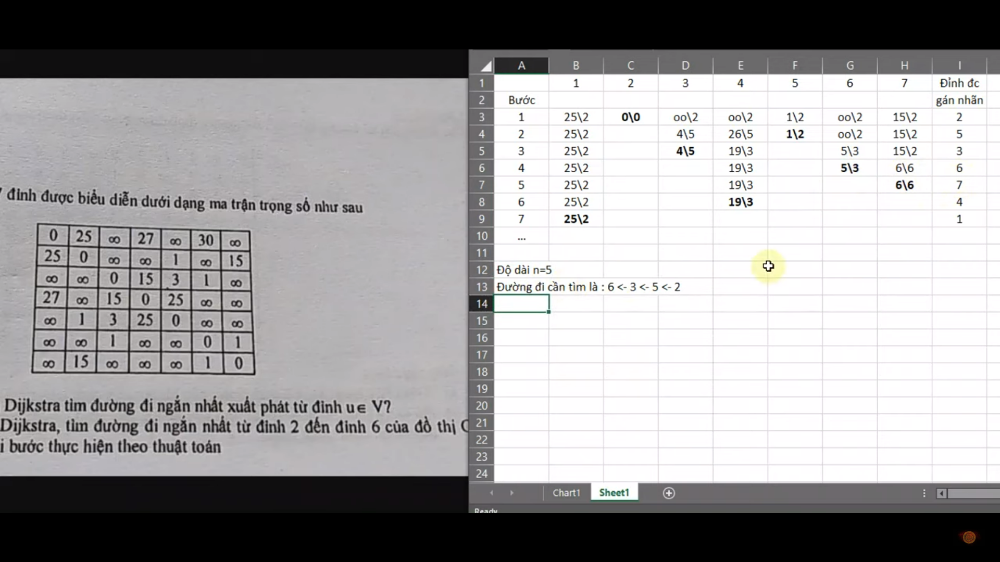 đỉnh được biểu diễn dưới dạng ma trận trọng số như sau
0 25 ∞ 27 ∞ 30 ∞
25 0 ∞ ∞ 1 ∞ 15
∞ ∞ 0 15 3 1 ∞
27 ∞ 15 0 25 ∞ ∞
∞ 1 3 25 0 ∞ ∞
∞ ∞ 1 ∞ ∞ 0 1
∞ 15 ∞ ∞ ∞ 1 0
Dijkstra tìm đường đi ngắn nhất xuất phát từ đỉnh u∈ V?
Dijkstra, tìm đường đi ngắn nhất từ đỉnh 2 đến đỉnh 6 của đồ thị
i bước thực hiện theo thuật toán
A B C D E F G H I
1 1 2 3 4 5 6 7 Đỉnh đc
2 Bước gán nhãn
3 1 25\2 0\0 oo\2 oo\2 1\2 oo\2 15\2 2
4 2 25\2 4\5 26\5 1\2 oo\2 15\2 5
5 3 25\2 4\5 19\3 5\3 15\2 3
6 4 25\2 19\3 5\3 6\6 6
7 5 25\2 19\3 6\6 7
8 6 25\2 19\3 4
9 7 25\2 1
10 ...
11
12 Độ dài n=5
13 Đường đi cần tìm là : 6 <- 3 <- 5 <- 2
14
15
16
17
18
19
20
21
22
23
24
Chart1 Sheet1
Ready